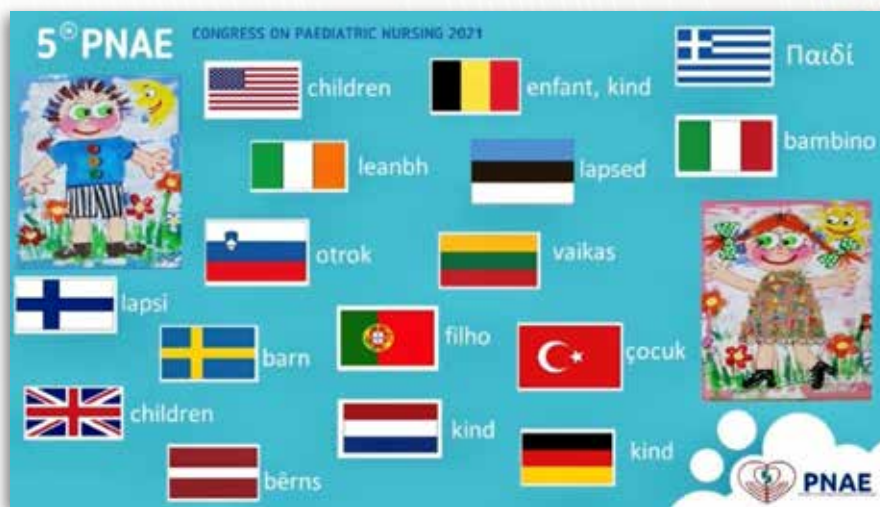 5th PNAE
CONGRESS ON PAEDIATRIC NURSING 2021
children
enfant, kind
Παιδί
leanbh
lapsed
bambino
otrok
vaikas
lapsi
barn
filho
çocuk
children
kind
kind
bērns
PNAE